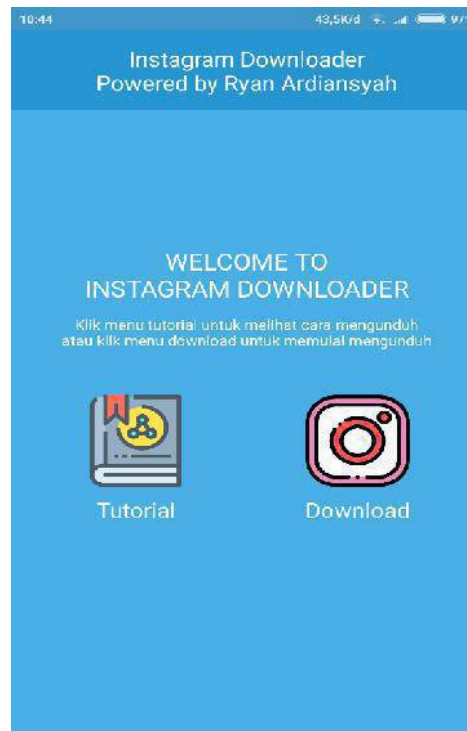 10:44
43,5K/d
97%
Instagram Downloader
Powered by Ryan Ardiansyah
WELCOME TO
INSTAGRAM DOWNLOADER
Klik menu tutorial untuk melihat cara mengunduh
atau klik menu download untuk memulai mengunduh
Tutorial
Download